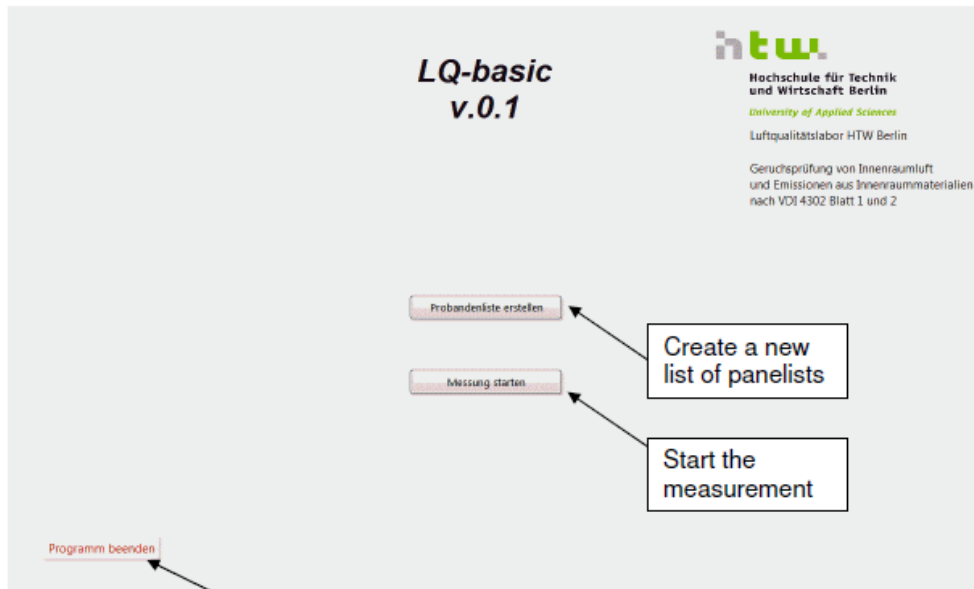 LQ-basic
v.0.1
htw.
Hochschule für Technik
und Wirtschaft Berlin
University of Applied Sciences
Luftqualitätslabor HTW Berlin
Geruchsprüfung von Innenraumluft
und Emissionen aus Innenraummaterialien
nach VDI 4302 Blatt 1 und 2
Probandenliste erstellen
Create a new
list of panelists
Messung starten
Start the
measurement
Programm beenden